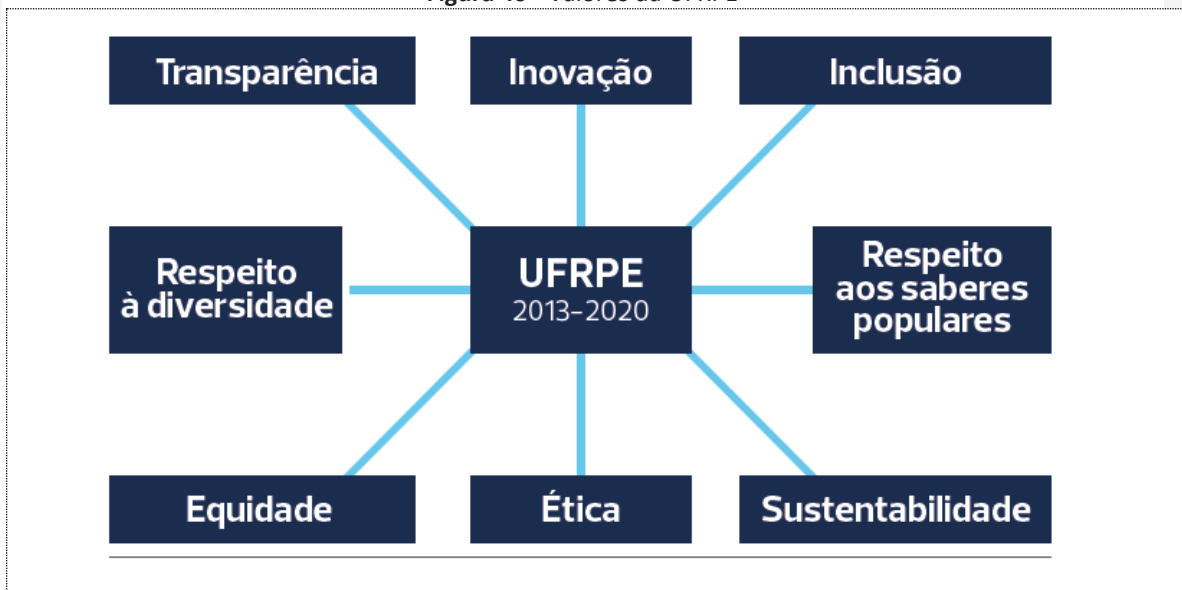 Transparência
Inovação
Inclusão
Respeito
à diversidade
UFRPE
2013-2020
Respeito
aos saberes
populares
Equidade
Ética
Sustentabilidade